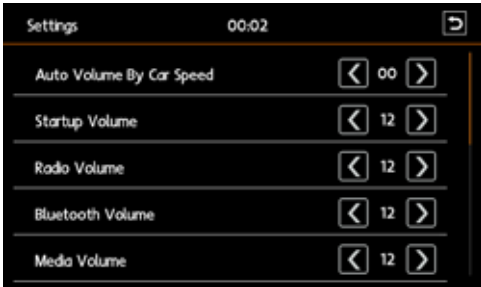 Settings 00:02
Auto Volume By Car Speed 00
Startup Volume 12
Radio Volume 12
Bluetooth Volume 12
Media Volume 12